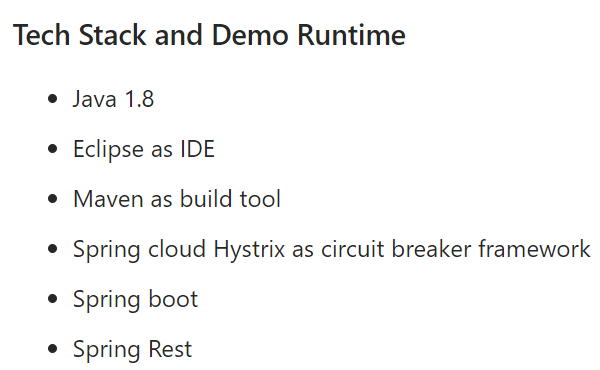 Tech Stack and Demo Runtime
Java 1.8
Eclipse as IDE
Maven as build tool
Spring cloud Hystrix as circuit breaker framework
Spring boot
Spring Rest